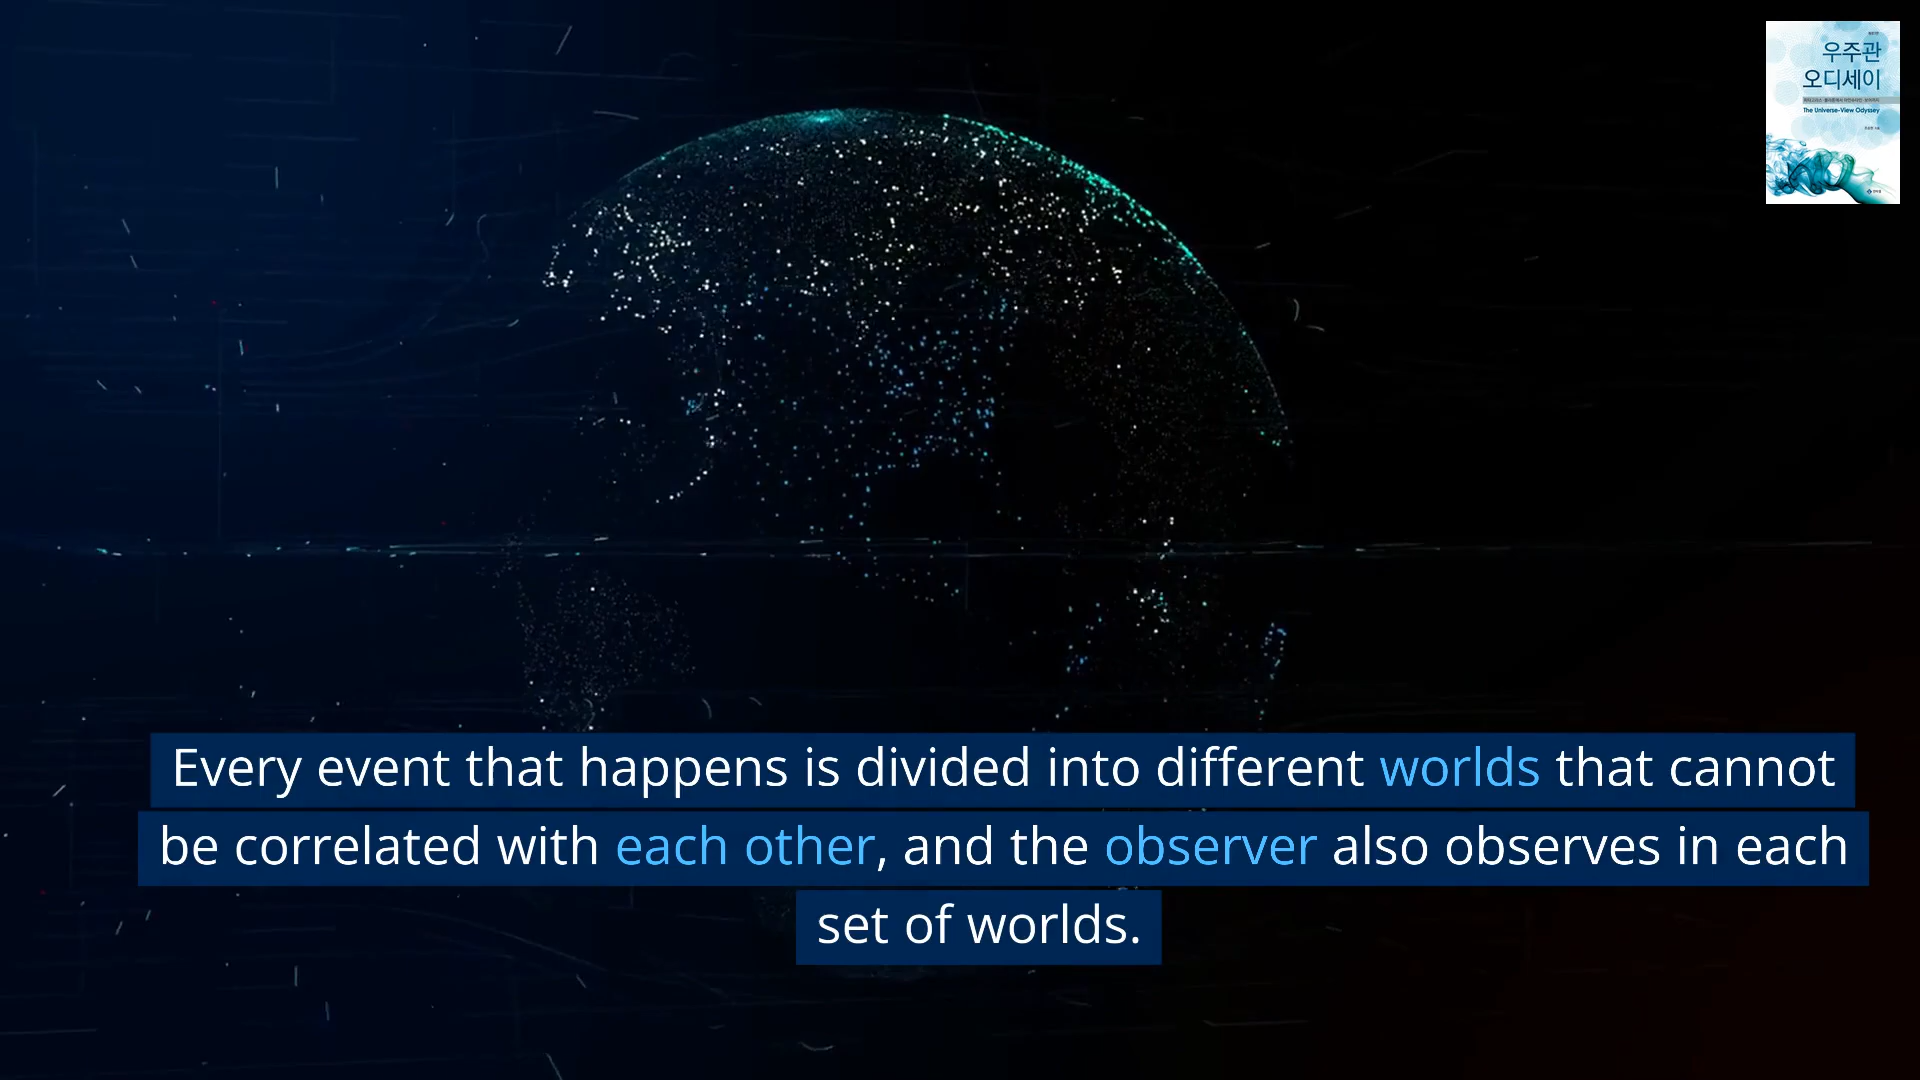 우주관
오디세이
The Universe-View Odyssey
Every event that happens is divided into different worlds that cannot
be correlated with each other, and the observer also observes in each
set of worlds.